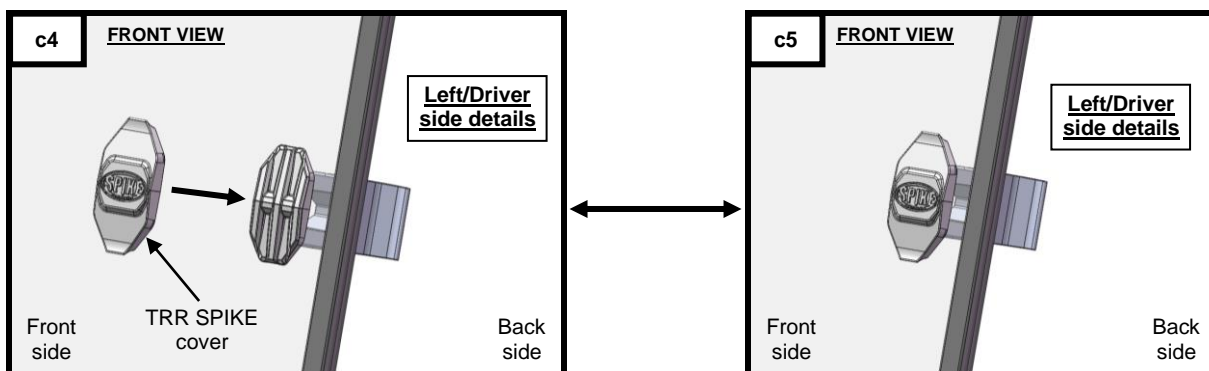 c4
FRONT VIEW
Left/Driver
side details
SPIKE
TRR SPIKE
cover
Front
side
Back
side
c5
FRONT VIEW
Left/Driver
side details
SPIKE
Front
side
Back
side